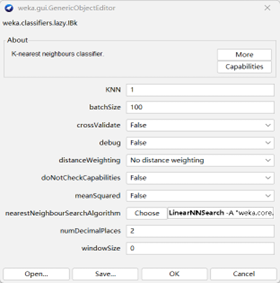 weka.gui.GenericObjectEditor
weka.classifiers.lazy.IBk
About
K-nearest neighbours classifier.
More
Capabilities
KNN 1
batchSize 100
crossValidate False
debug False
distanceWeighting No distance weighting
doNotCheckCapabilities False
meanSquared False
nearestNeighbourSearchAlgorithm Choose LinearNNSearch -A "weka.core.
numDecimalPlaces 2
windowSize 0
Open... Save... OK Cancel